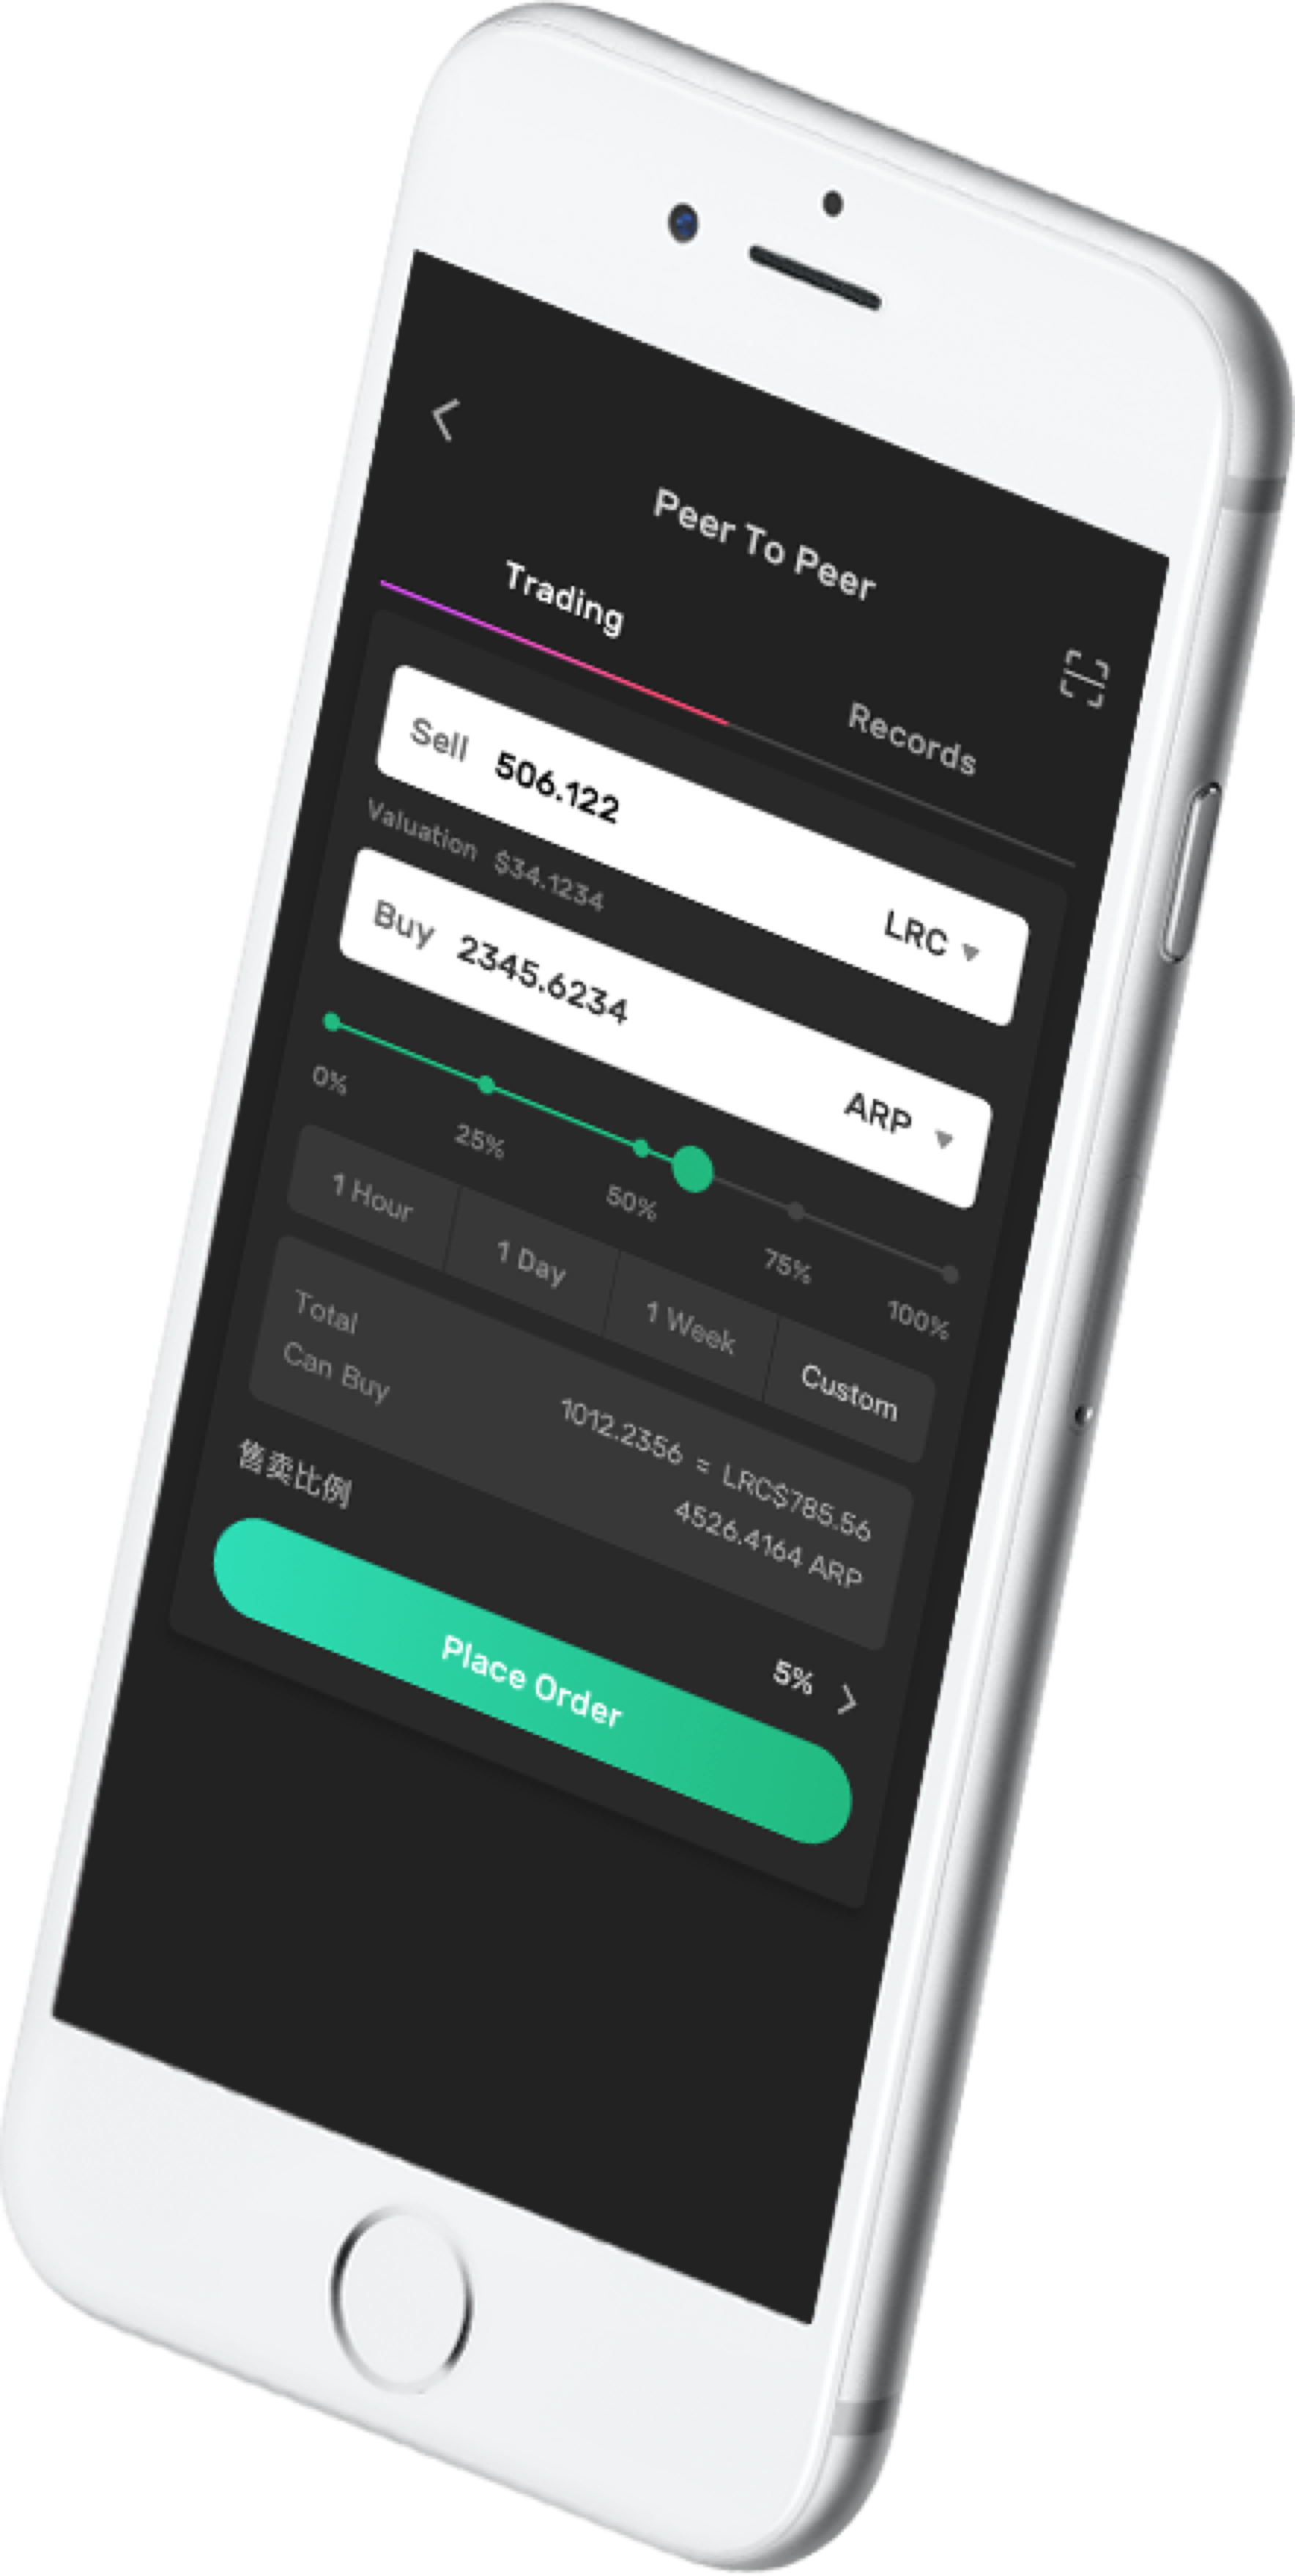 Peer To Peer
Trading Records
Sell 506.122 LRC
Valuation $34.1234
Buy 2345.6234 ARP
0% 25% 50% 75% 100%
1 Hour 1 Day 1 Week Custom
Total 1012.2356 ≈ LRC$785.56
Can Buy 4526.4164 ARP
售卖比例 5%
Place Order